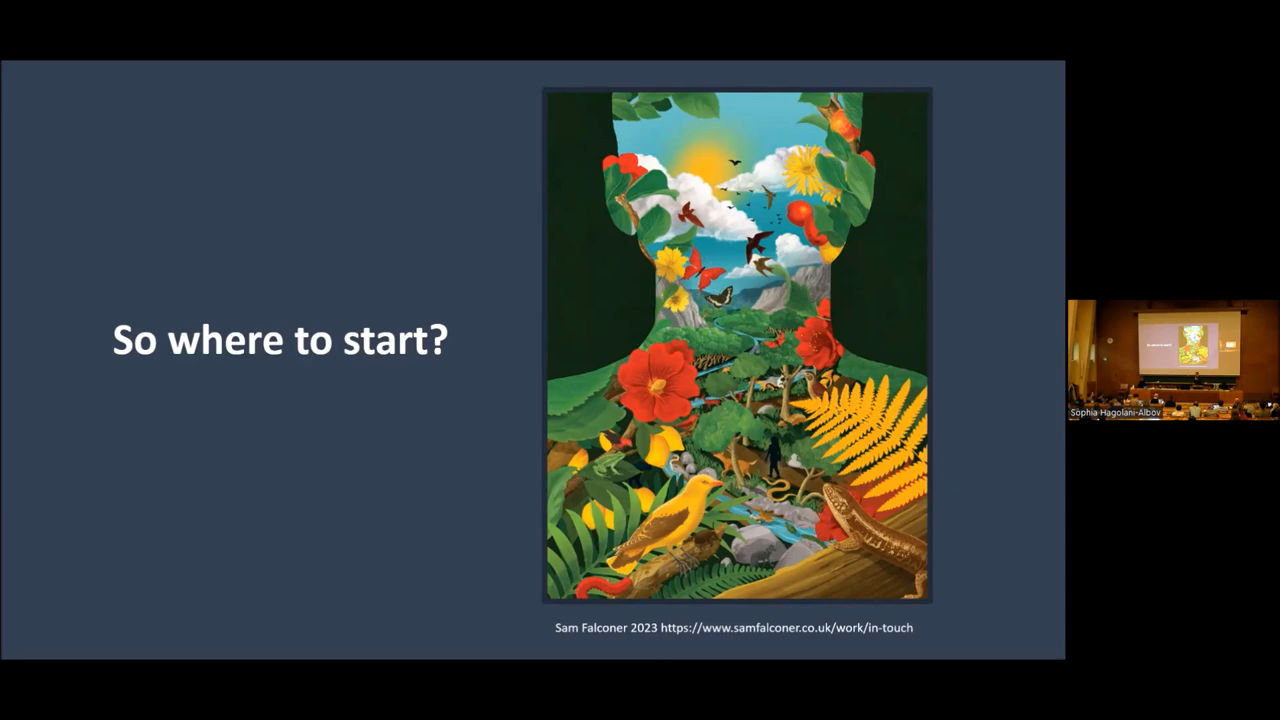 So where to start?
Sam Falconer 2023 https://www.samfalconer.co.uk/work/in-touch
Sophia Hagolani-Albov